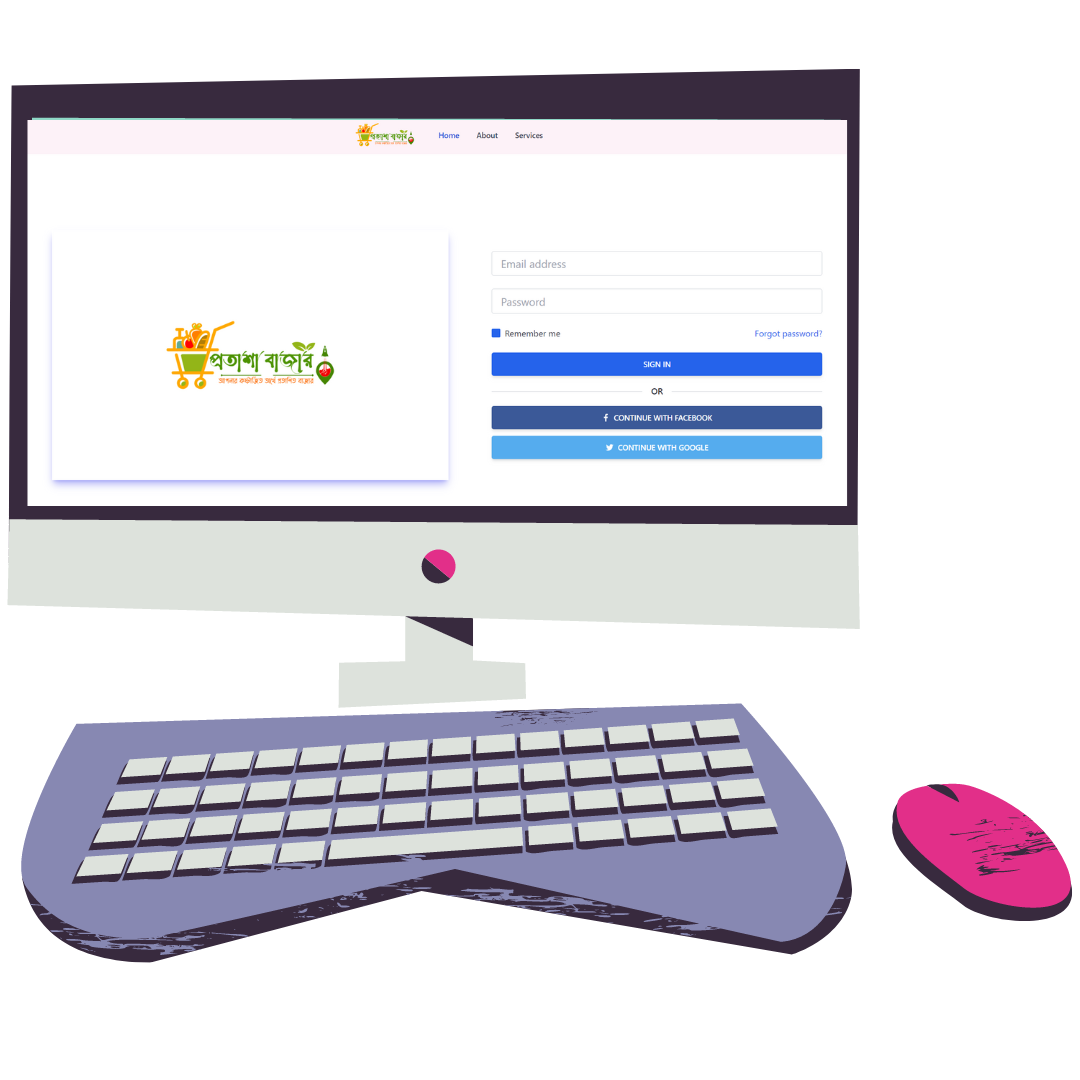 Home About Services
Email address
Password
Remember me Forgot password?
SIGN IN
প্রত্যাশা বাজার
OR
CONTINUE WITH FACEBOOK
CONTINUE WITH GOOGLE